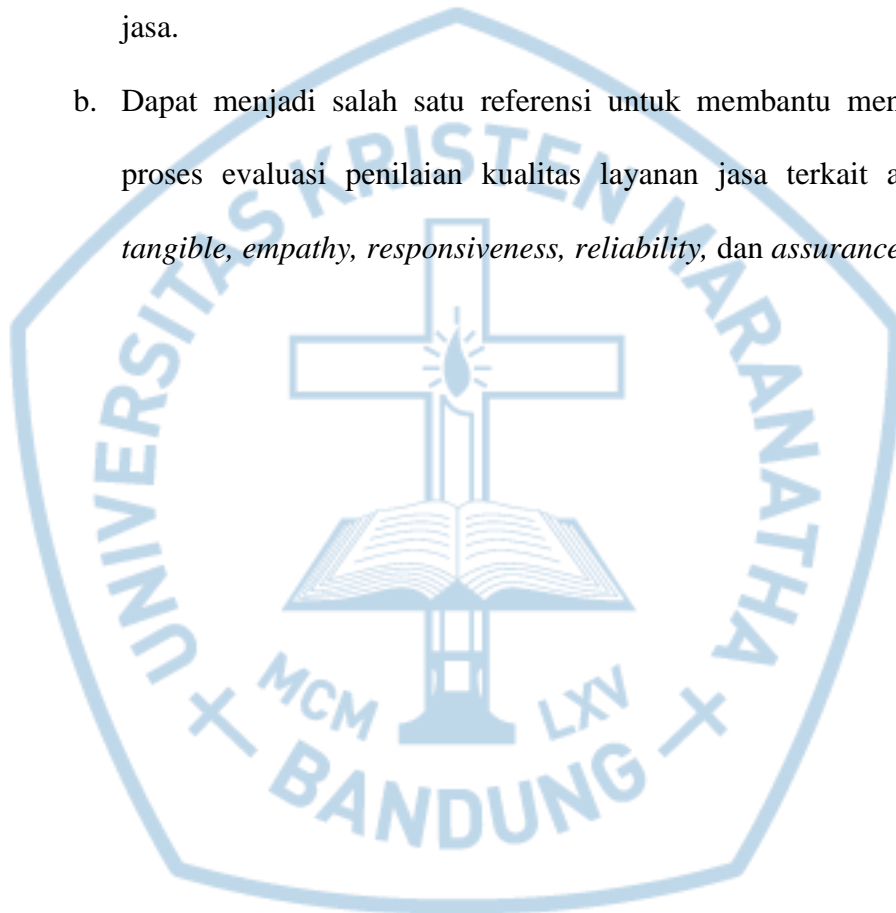 jasa.
b. Dapat menjadi salah satu referensi untuk membantu
proses evaluasi penilaian kualitas layanan jasa terkait
tangible, empathy, responsiveness, reliability, dan assurance
UNIVERSITAS KRISTEN MARANATHA
MCM LXV
BANDUNG